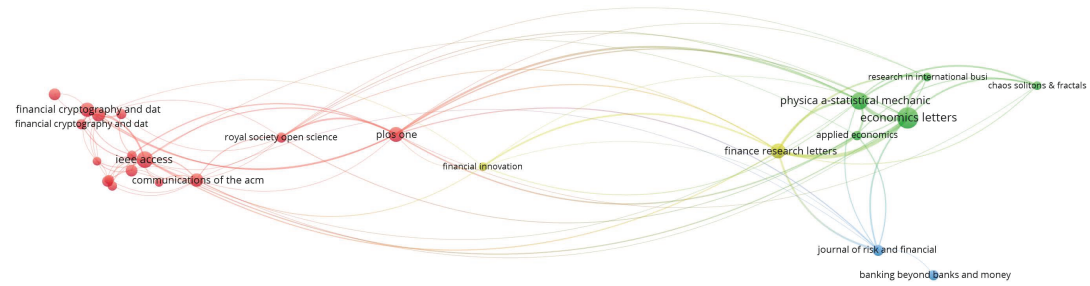 research in international busi
chaos solitons & fractals
physica a-statistical mechanic
financial cryptography and dat
economics letters
financial cryptography and dat
royal society open science
plos one
applied economics
finance research letters
ieee access
financial innovation
communications of the acm
journal of risk and financial
banking beyond banks and money